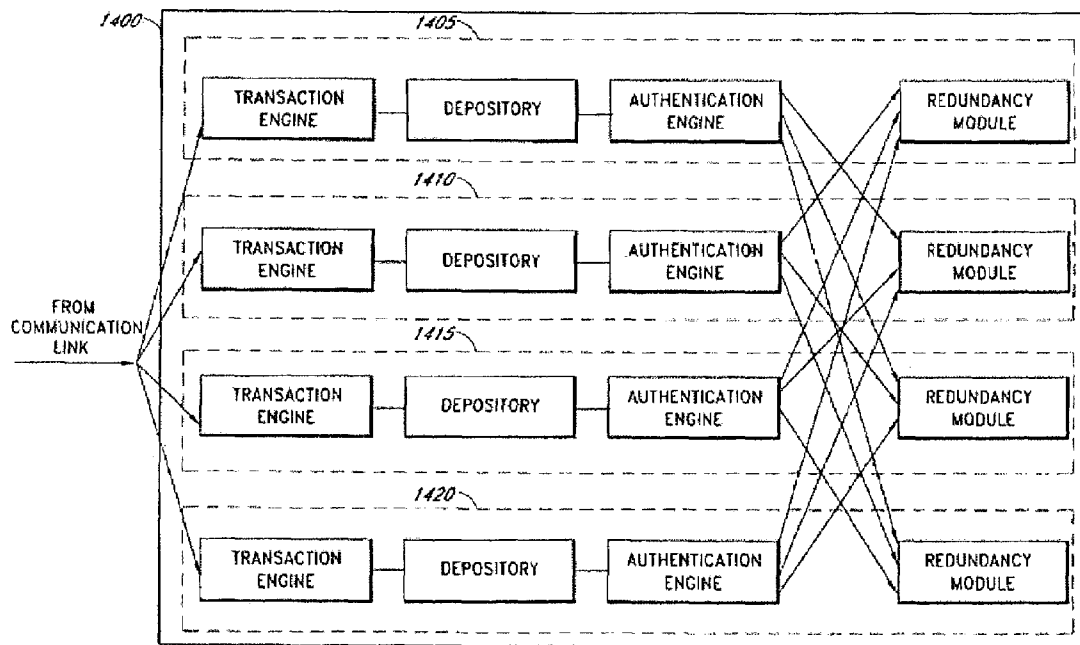 1400
1405
TRANSACTION
ENGINE
DEPOSITORY
AUTHENTICATION
ENGINE
REDUNDANCY
MODULE
1410
TRANSACTION
ENGINE
DEPOSITORY
AUTHENTICATION
ENGINE
REDUNDANCY
MODULE
FROM
COMMUNICATION
LINK
1415
TRANSACTION
ENGINE
DEPOSITORY
AUTHENTICATION
ENGINE
REDUNDANCY
MODULE
1420
TRANSACTION
ENGINE
DEPOSITORY
AUTHENTICATION
ENGINE
REDUNDANCY
MODULE